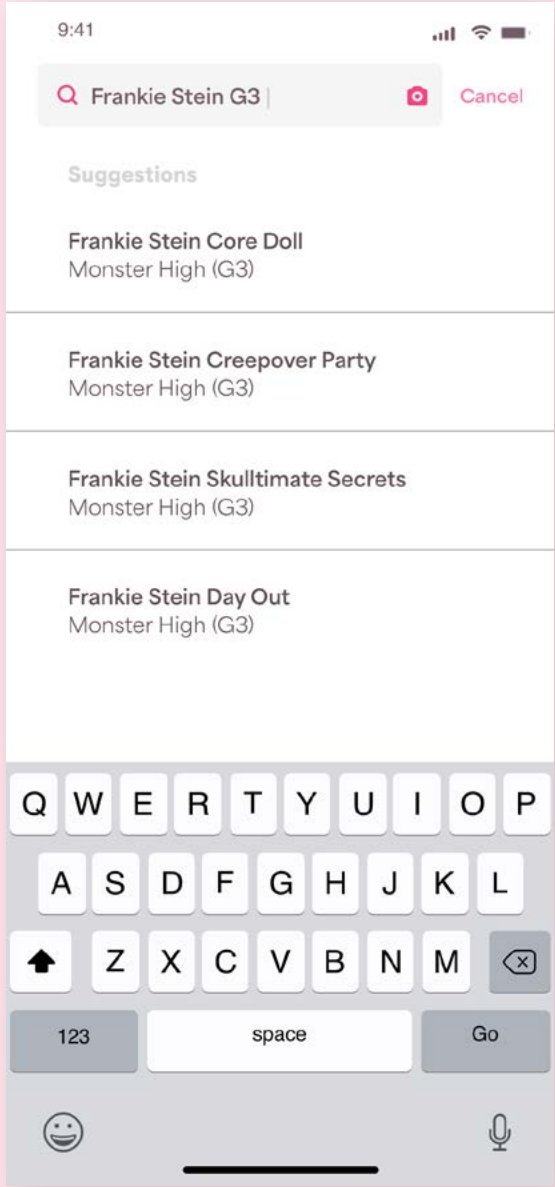 9:41
Frankie Stein G3
Cancel
Suggestions
Frankie Stein Core Doll
Monster High (G3)
Frankie Stein Creepover Party
Monster High (G3)
Frankie Stein Skulltimate Secrets
Monster High (G3)
Frankie Stein Day Out
Monster High (G3)
Q W E R T Y U I O P
A S D F G H J K L
Z X C V B N M
123 space Go